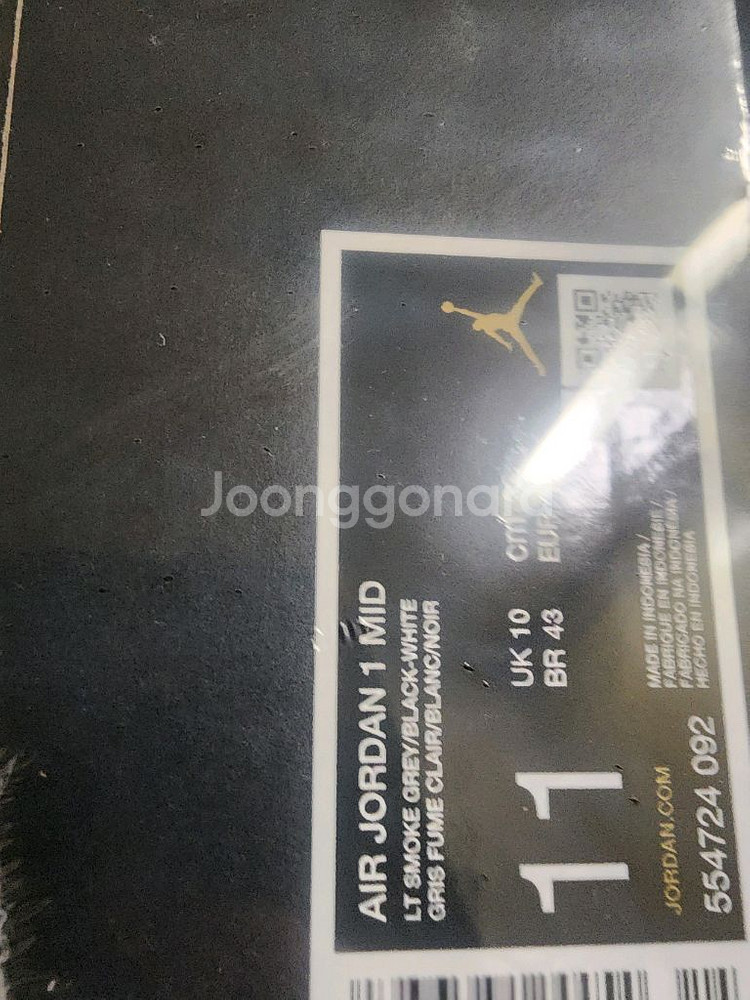 AIR JORDAN 1 MID
LT SMOKE GREY/BLACK-WHITE
GRIS FUME CLAIR/BLANC/NOIR
11
UK 10
BR 43
EUR
JORDAN.COM
554724 092
MADE IN INDONESIA /
FABRIQUE EN INDONESIE /
FABRICADO NA INDONESIA /
HECHO EN INDONESIA
Joonggonara